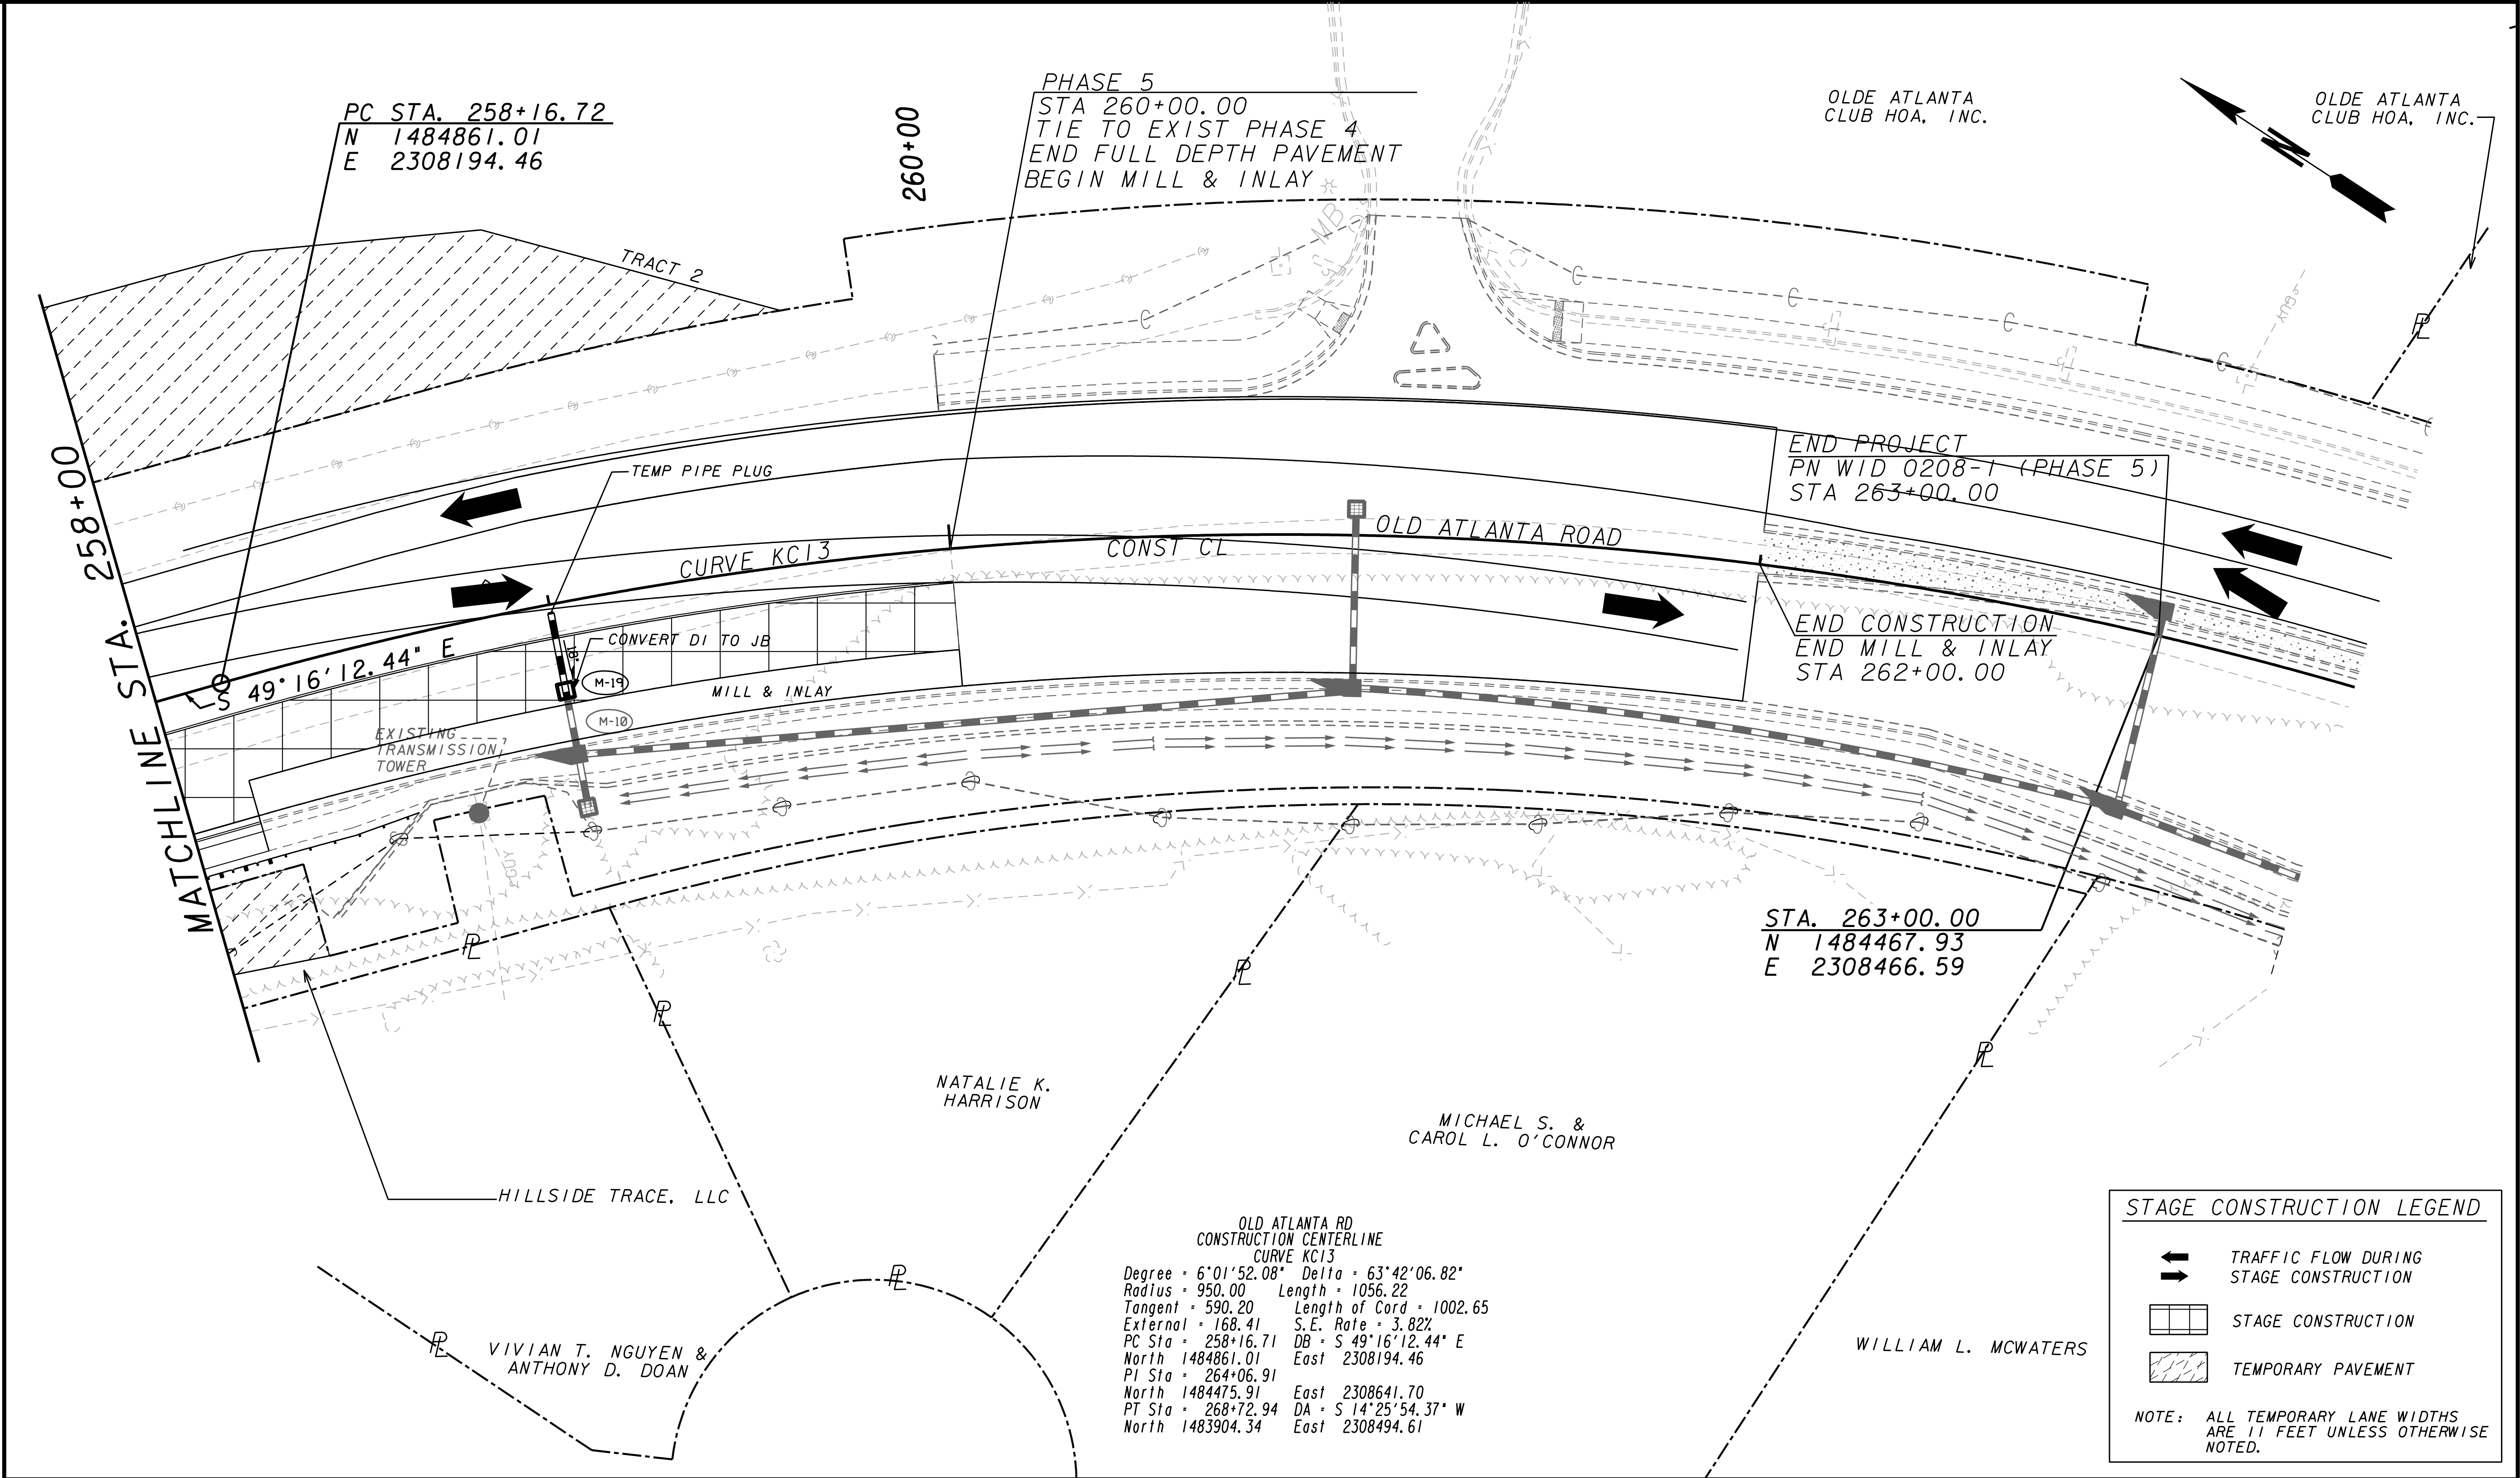 PC STA. 258+16.72
N 1484861.01
E 2308194.46
260+00
PHASE 5
STA 260+00.00
TIE TO EXIST PHASE 4
END FULL DEPTH PAVEMENT
BEGIN MILL & INLAY
OLDE ATLANTA
CLUB HOA, INC.
N
OLDE ATLANTA
CLUB HOA, INC.
TRACT 2
MB
GUY
PL
TEMP PIPE PLUG
END PROJECT
PN WID 0208-1 (PHASE 5)
STA 263+00.00
OLD ATLANTA ROAD
CONST CL
CURVE KC13
MATCHLINE STA. 258+00
S 49°16'12.44" E
18"
CONVERT DI TO JB
M-19
MILL & INLAY
M-10
EXISTING
TRANSMISSION
TOWER
GUY
END CONSTRUCTION
END MILL & INLAY
STA 262+00.00
STA. 263+00.00
N 1484467.93
E 2308466.59
PL
PL
PL
PL
NATALIE K.
HARRISON
MICHAEL S. &
CAROL L. O'CONNOR
HILLSIDE TRACE, LLC
PL
PL
VIVIAN T. NGUYEN &
ANTHONY D. DOAN
WILLIAM L. MCWATERS
OLD ATLANTA RD
CONSTRUCTION CENTERLINE
CURVE KC13
Degree = 6°01'52.08" Delta = 63°42'06.82"
Radius = 950.00 Length = 1056.22
Tangent = 590.20 Length of Cord = 1002.65
External = 168.41 S.E. Rate = 3.82%
PC Sta = 258+16.71 DB = S 49°16'12.44" E
North 1484861.01 East 2308194.46
PI Sta = 264+06.91
North 1484475.91 East 2308641.70
PT Sta = 268+72.94 DA = S 14°25'54.37" W
North 1483904.34 East 2308494.61
STAGE CONSTRUCTION LEGEND
TRAFFIC FLOW DURING
STAGE CONSTRUCTION
STAGE CONSTRUCTION
TEMPORARY PAVEMENT
NOTE: ALL TEMPORARY LANE WIDTHS
ARE 11 FEET UNLESS OTHERWISE
NOTED.